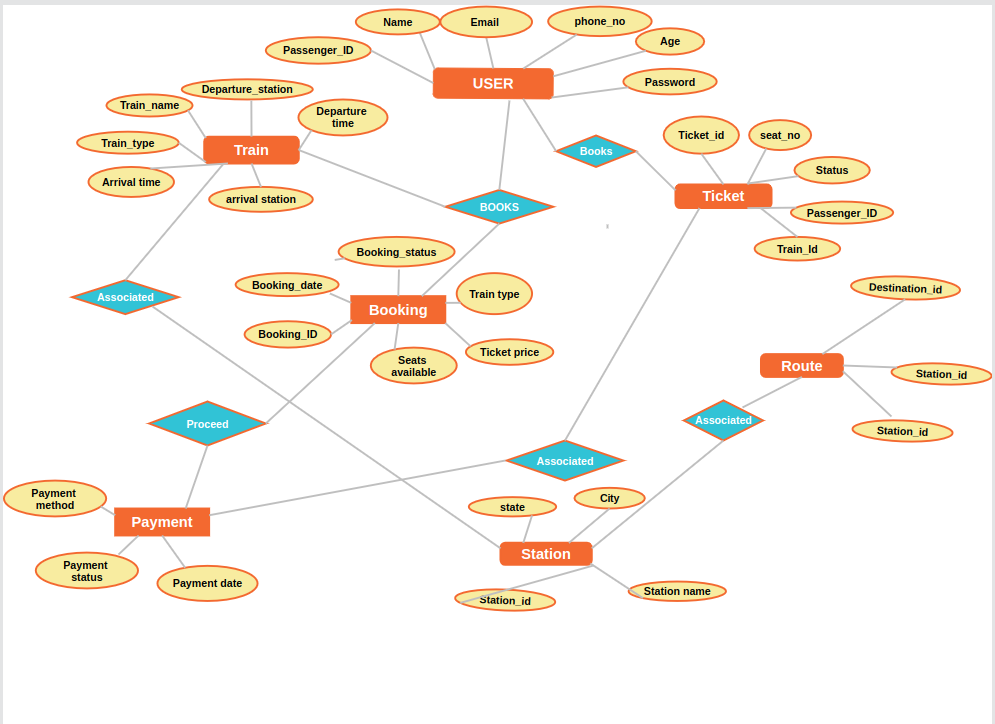 Name
Email
phone_no
Age
Passenger_ID
USER
Password
Departure_station
Train_name
Departure
time
Train_type
Train
Arrival time
arrival station
Books
Ticket_id
seat_no
Status
Ticket
Passenger_ID
Train_Id
BOOKS
Booking_status
Booking_date
Train type
Associated
Booking
Booking_ID
Seats
available
Ticket price
Destination_id
Route
Station_id
Station_id
Associated
Proceed
Associated
Payment
method
Payment
state
City
Station
Payment
status
Payment date
Station_id
Station name